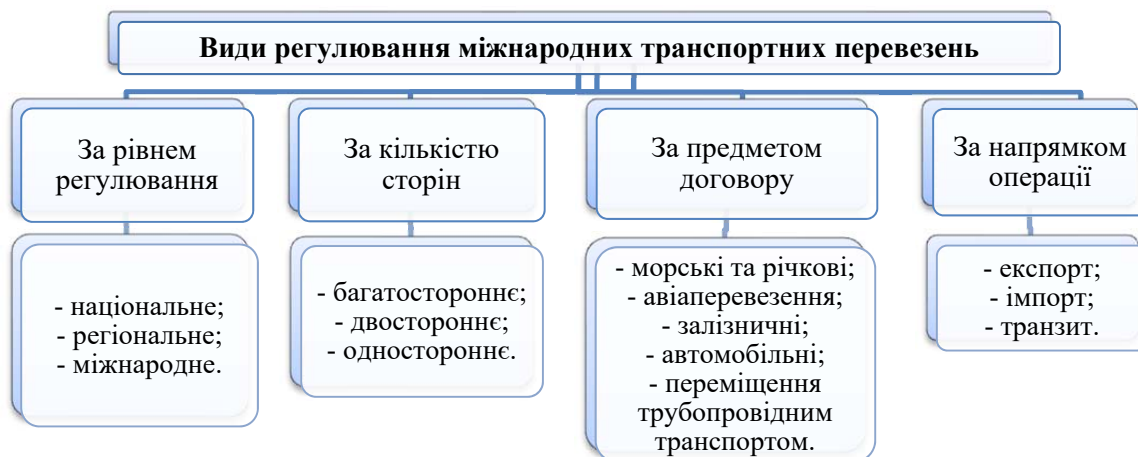 Види регулювання міжнародних транспортних перевезень
За рівнем
регулювання
- національне;
- регіональне;
- міжнародне.
За кількістю
сторін
- багатостороннє;
- двостороннє;
- одностороннє.
За предметом
договору
- морські та річкові;
- авіаперевезення;
- залізничні;
- автомобільні;
- переміщення
трубопровідним
транспортом.
За напрямком
операції
- експорт;
- імпорт;
- транзит.